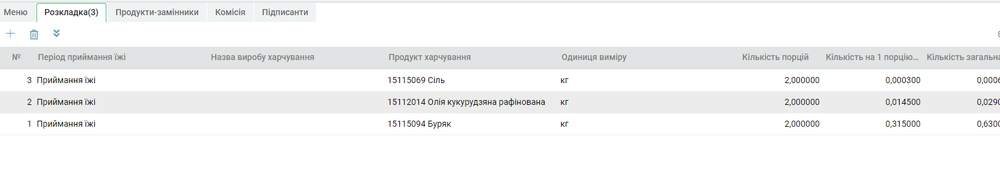 Меню Розкладка(3) Продукти-замінники Комісія Підписанти
№ Період приймання їжі Назва виробу харчування Продукт харчування Одиниця виміру Кількість порцій Кількість на 1 порцію... Кількість загальна
3 Приймання їжі 15115069 Сіль кг 2,000000 0,000300 0,0006
2 Приймання їжі 15112014 Олія кукурудзяна рафінована кг 2,000000 0,014500 0,0290
1 Приймання їжі 15115094 Буряк кг 2,000000 0,315000 0,6300